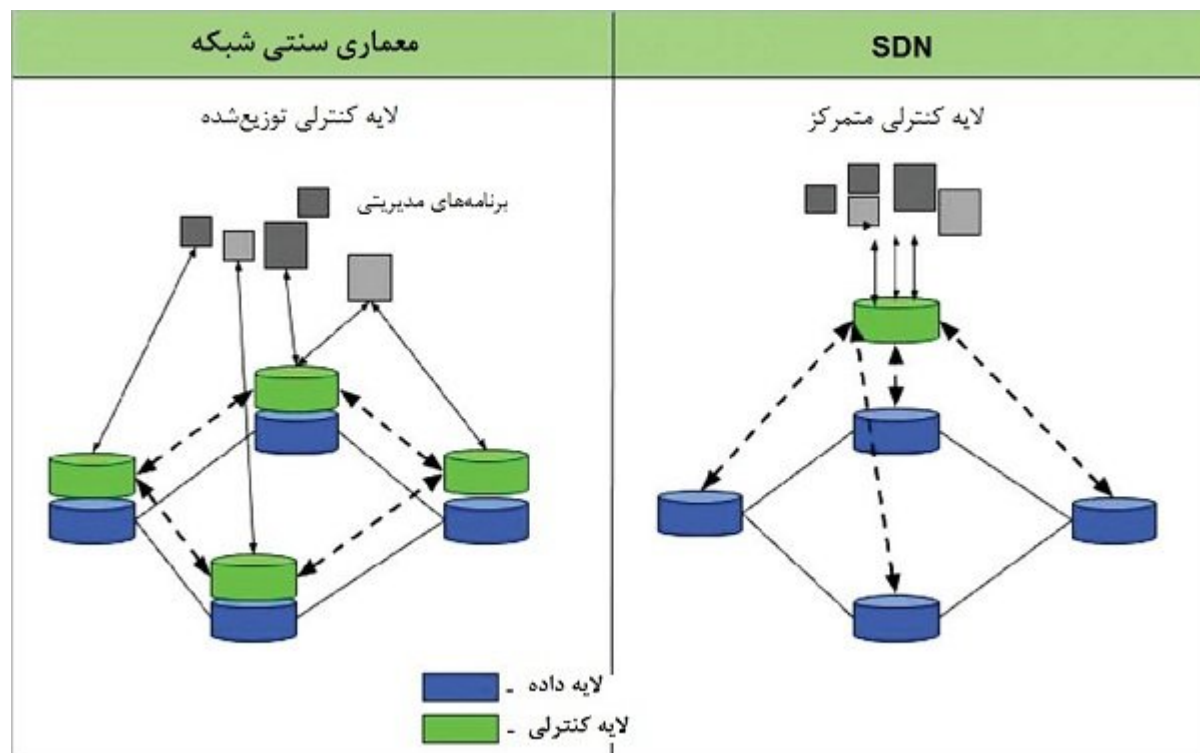 معماری سنتی شبکه
SDN
لایه کنترلی توزیع‌شده
لایه کنترلی متمرکز
برنامه‌های مدیریتی
لایه داده -
لایه کنترلی -